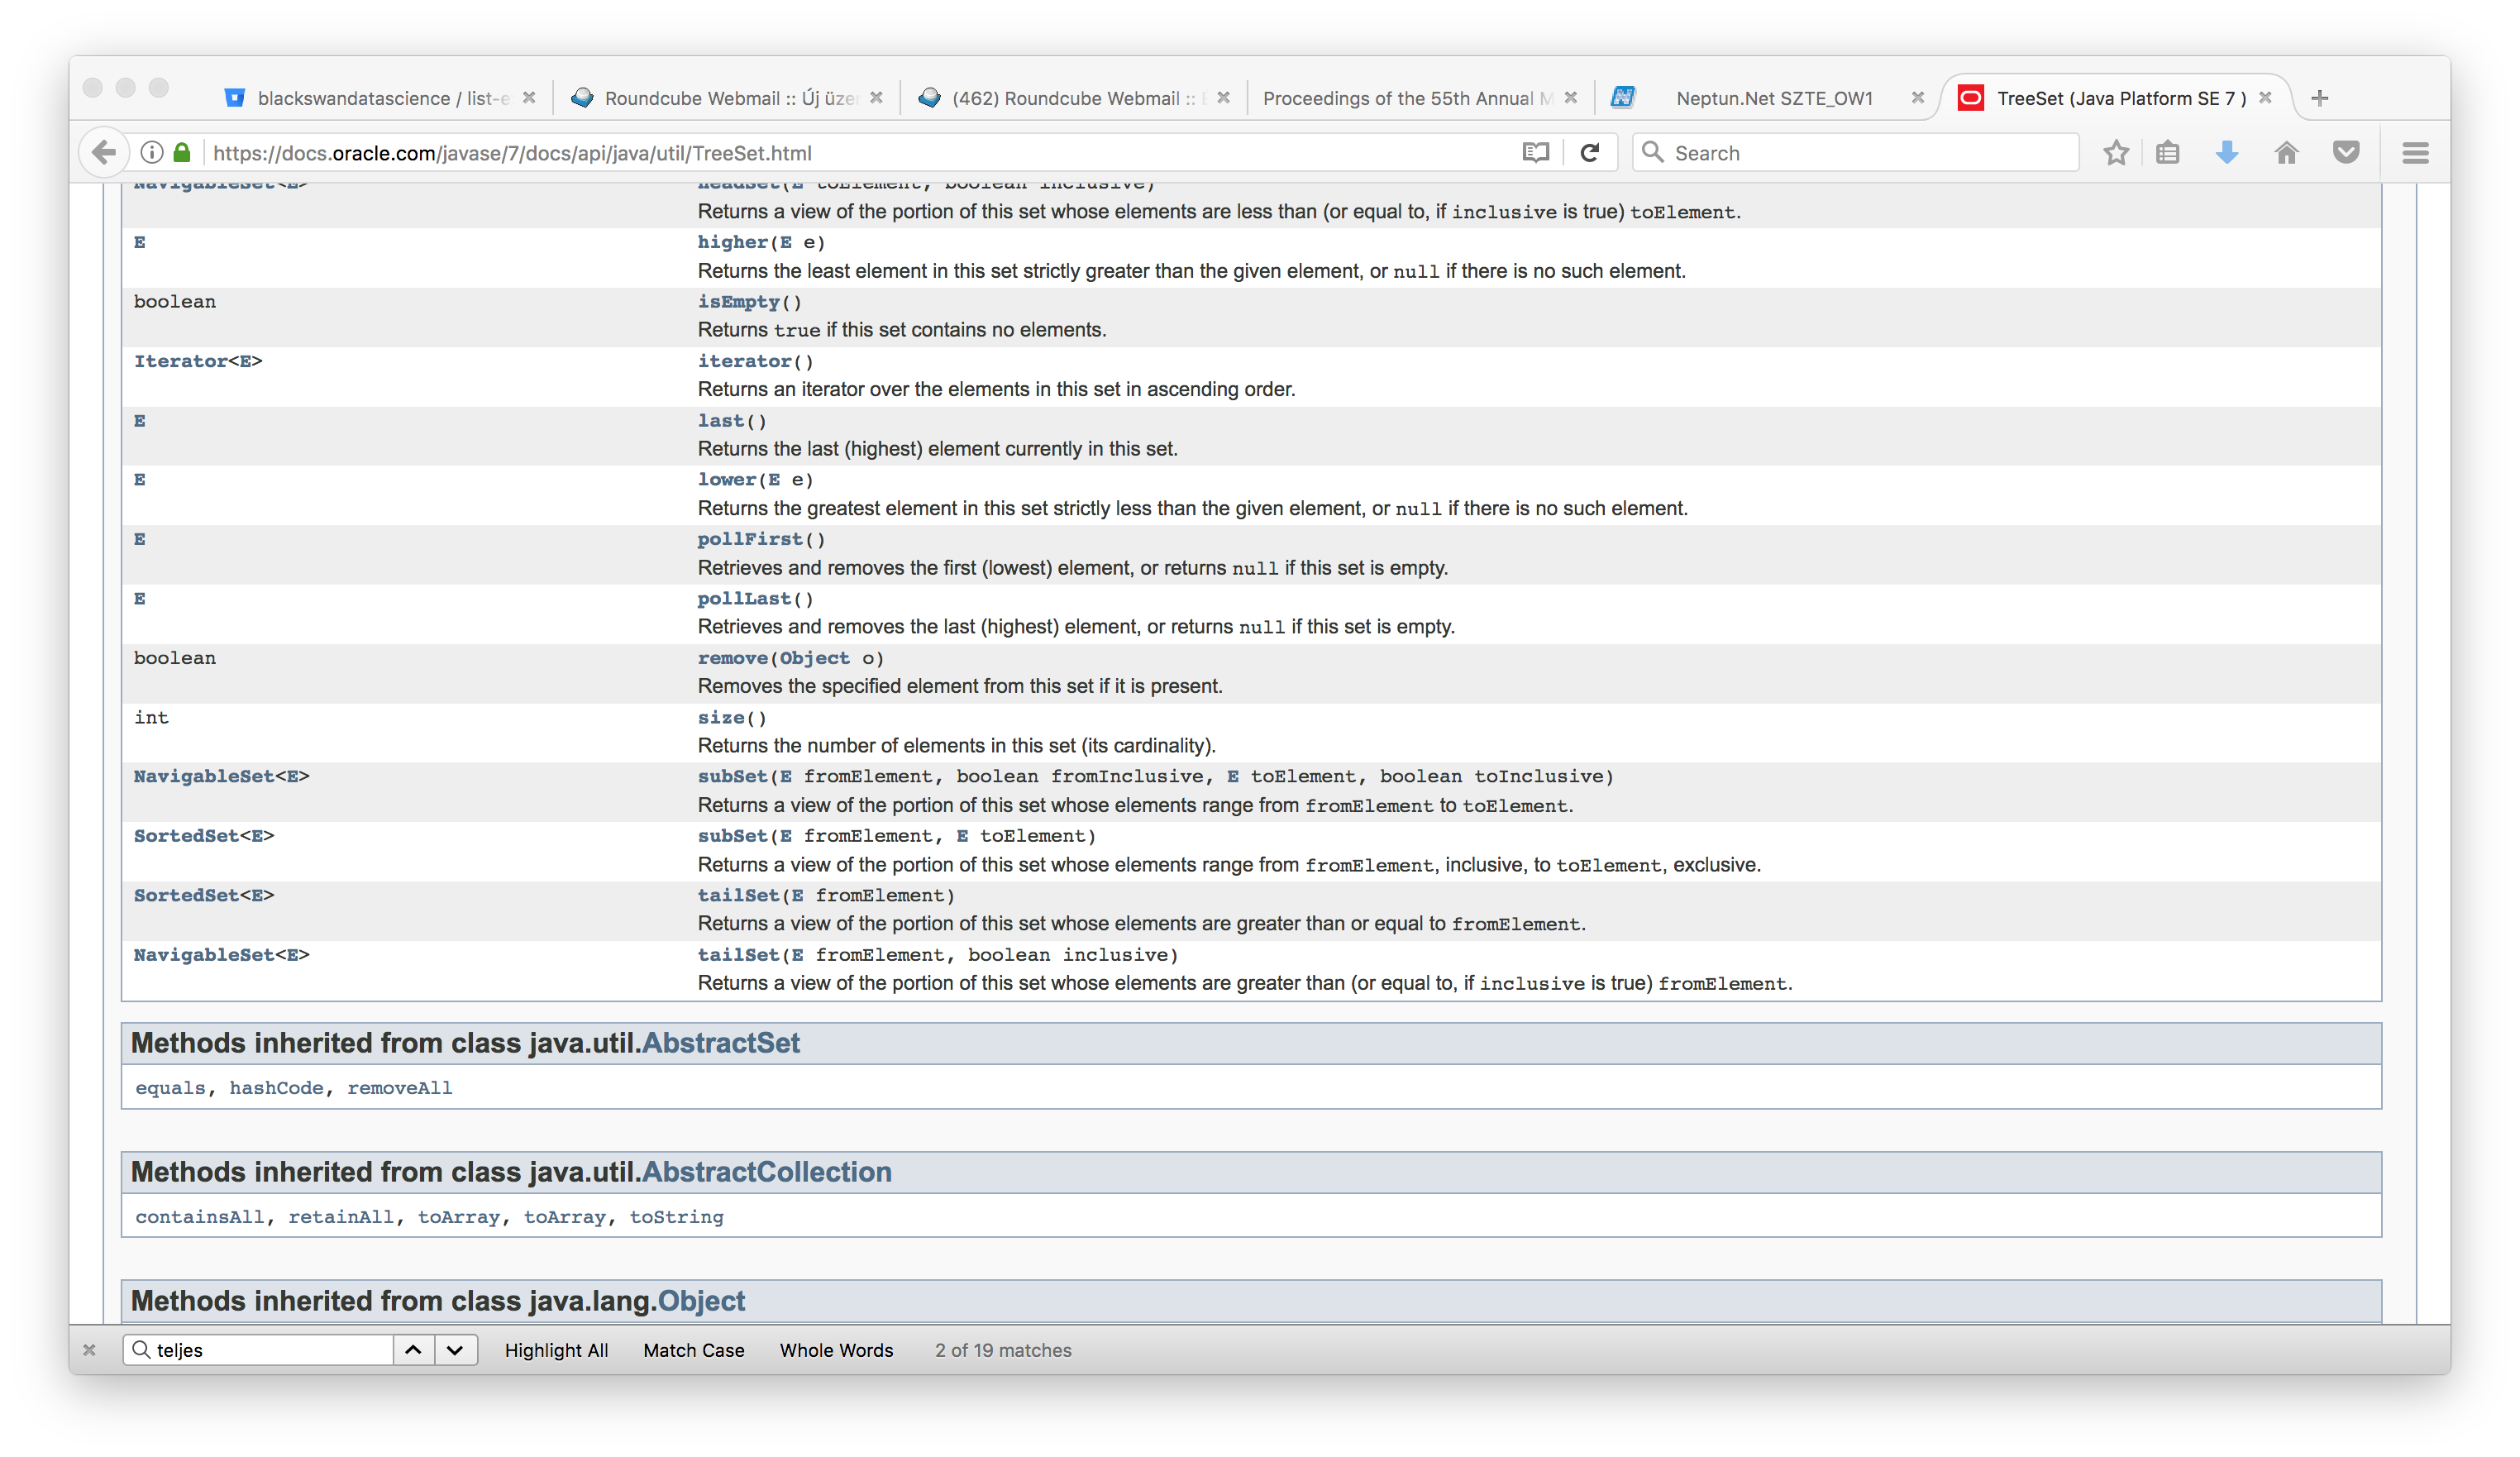 blackswandatascience / list-e
Roundcube Webmail :: Új üzer
(462) Roundcube Webmail ::
Proceedings of the 55th Annual M
Neptun.Net SZTE_OW1
TreeSet (Java Platform SE 7 )
https://docs.oracle.com/javase/7/docs/api/java/util/TreeSet.html
Search
NavigableSet<E> headSet(E toElement, boolean inclusive)
Returns a view of the portion of this set whose elements are less than (or equal to, if inclusive is true) toElement.
E higher(E e)
Returns the least element in this set strictly greater than the given element, or null if there is no such element.
boolean isEmpty()
Returns true if this set contains no elements.
Iterator<E> iterator()
Returns an iterator over the elements in this set in ascending order.
E last()
Returns the last (highest) element currently in this set.
E lower(E e)
Returns the greatest element in this set strictly less than the given element, or null if there is no such element.
E pollFirst()
Retrieves and removes the first (lowest) element, or returns null if this set is empty.
E pollLast()
Retrieves and removes the last (highest) element, or returns null if this set is empty.
boolean remove(Object o)
Removes the specified element from this set if it is present.
int size()
Returns the number of elements in this set (its cardinality).
NavigableSet<E> subSet(E fromElement, boolean fromInclusive, E toElement, boolean toInclusive)
Returns a view of the portion of this set whose elements range from fromElement to toElement.
SortedSet<E> subSet(E fromElement, E toElement)
Returns a view of the portion of this set whose elements range from fromElement, inclusive, to toElement, exclusive.
SortedSet<E> tailSet(E fromElement)
Returns a view of the portion of this set whose elements are greater than or equal to fromElement.
NavigableSet<E> tailSet(E fromElement, boolean inclusive)
Returns a view of the portion of this set whose elements are greater than (or equal to, if inclusive is true) fromElement.
Methods inherited from class java.util.AbstractSet
equals, hashCode, removeAll
Methods inherited from class java.util.AbstractCollection
containsAll, retainAll, toArray, toArray, toString
Methods inherited from class java.lang.Object
teljes
Highlight All
Match Case
Whole Words
2 of 19 matches